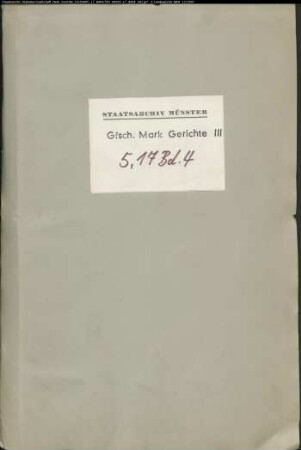 STAATSARCHIV MÜNSTER
Gfsch. Mark Gerichte III
5,17 Bd. 4